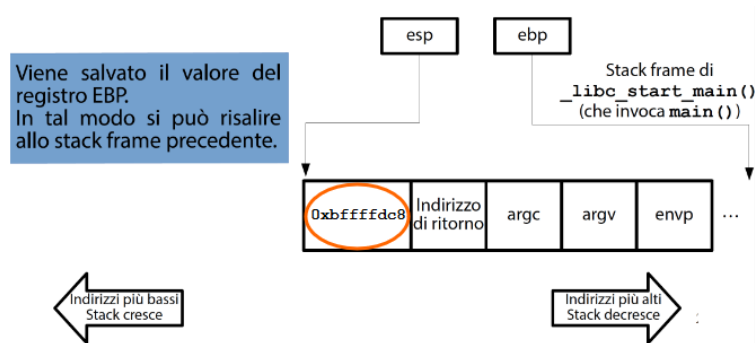 esp
ebp
Viene salvato il valore del
registro EBP.
In tal modo si può risalire
allo stack frame precedente.
Stack frame di
_libc_start_main()
(che invoca main())
0xbffffdc8
Indirizzo
di ritorno
argc
argv
envp
...
Indirizzi più bassi
Stack cresce
Indirizzi più alti
Stack decresce